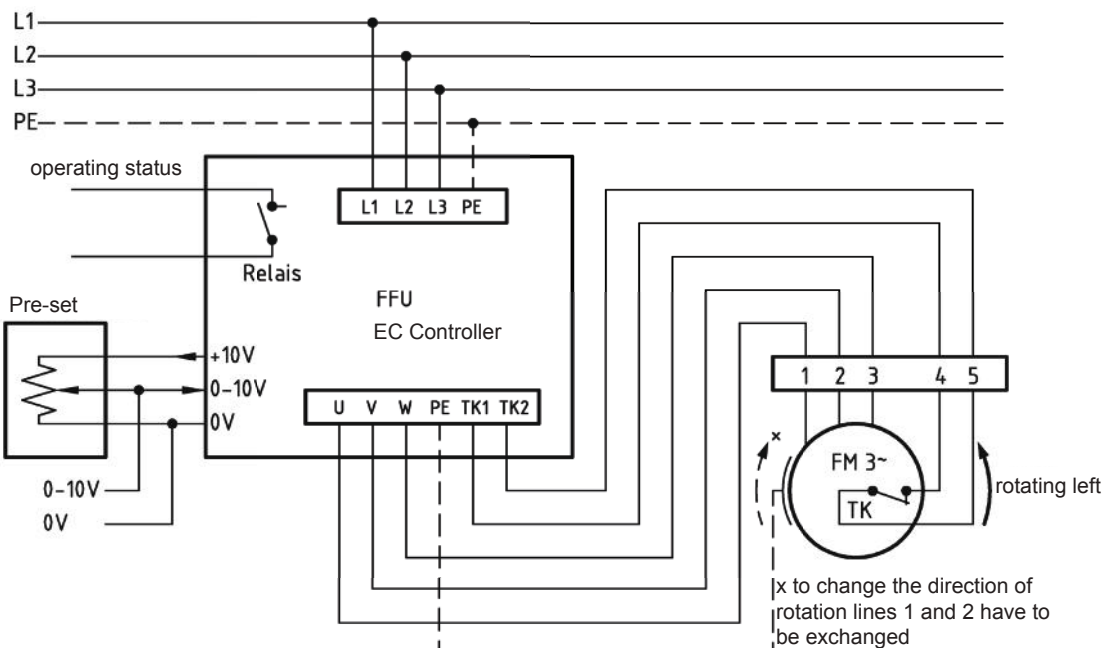 L1
L2
L3
PE
operating status
L1 L2 L3 PE
Relais
FFU
EC Controller
Pre-set
+10V
0-10V
0V
0-10V
0V
U V W PE TK1 TK2
1 2 3 4 5
x
FM 3~
TK
rotating left
x to change the direction of
rotation lines 1 and 2 have to
be exchanged